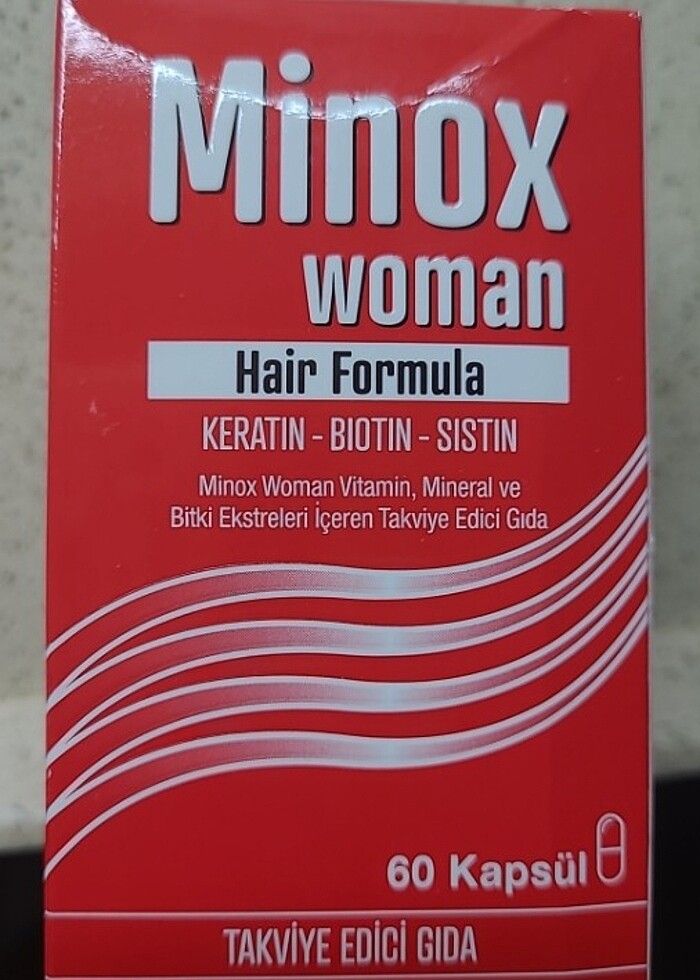 Minox
woman
Hair Formula
KERATIN - BIOTIN - SISTIN
Minox Woman Vitamin, Mineral ve
Bitki Ekstreleri İçeren Takviye Edici Gıda
60 Kapsül
TAKVİYE EDİCİ GIDA